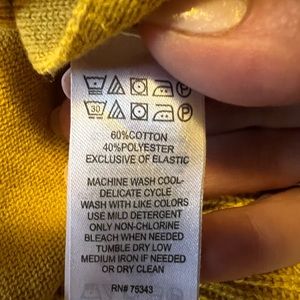 30
60%COTTON
40%POLYESTER
EXCLUSIVE OF ELASTIC
MACHINE WASH COOL-
DELICATE CYCLE
WASH WITH LIKE COLORS
USE MILD DETERGENT
ONLY NON-CHLORINE
BLEACH WHEN NEEDED
TUMBLE DRY LOW
MEDIUM IRON IF NEEDED
OR DRY CLEAN
RN# 75343